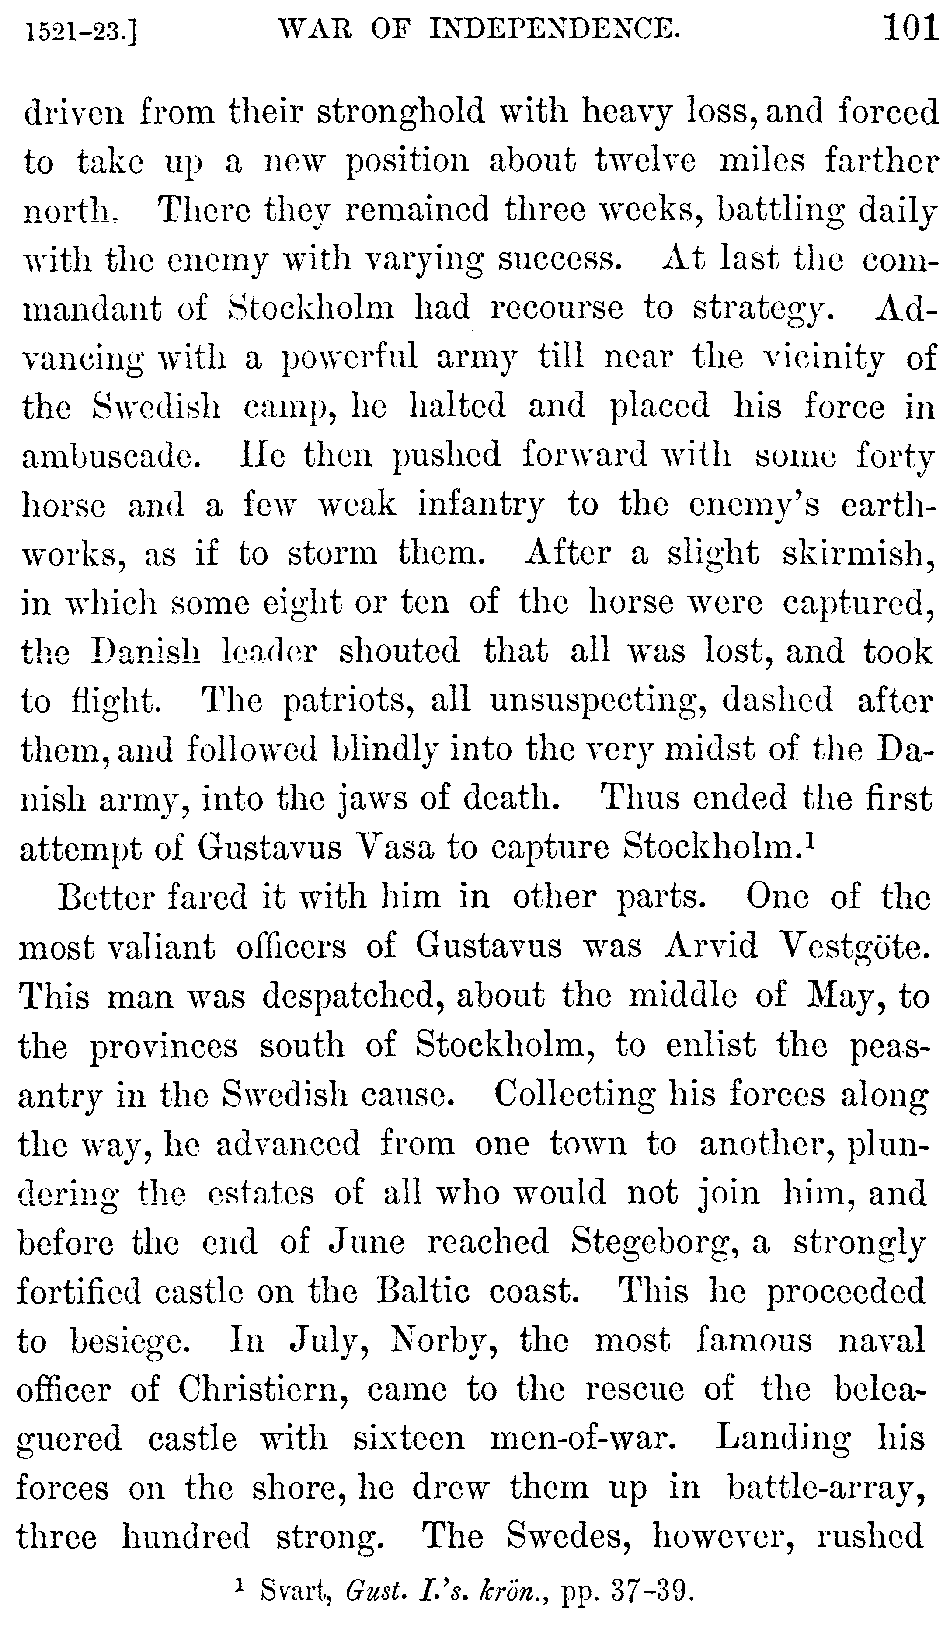 1521-23.] WAR OF INDEPENDENCE. 101
driven from their stronghold with heavy loss, and forced
to take up a new position about twelve miles farther
north. There they remained three weeks, battling daily
with the enemy with varying success. At last the com-
mandant of Stockholm had recourse to strategy. Ad-
vancing with a powerful army till near the vicinity of
the Swedish camp, he halted and placed his force in
ambuscade. He then pushed forward with some forty
horse and a few weak infantry to the enemy's earth-
works, as if to storm them. After a slight skirmish,
in which some eight or ten of the horse were captured,
the Danish leader shouted that all was lost, and took
to flight. The patriots, all unsuspecting, dashed after
them, and followed blindly into the very midst of the Da-
nish army, into the jaws of death. Thus ended the first
attempt of Gustavus Vasa to capture Stockholm.¹
Better fared it with him in other parts. One of the
most valiant officers of Gustavus was Arvid Vestgöte.
This man was despatched, about the middle of May, to
the provinces south of Stockholm, to enlist the peas-
antry in the Swedish cause. Collecting his forces along
the way, he advanced from one town to another, plun-
dering the estates of all who would not join him, and
before the end of June reached Stegeborg, a strongly
fortified castle on the Baltic coast. This he proceeded
to besiege. In July, Norby, the most famous naval
officer of Christiern, came to the rescue of the belea-
guered castle with sixteen men-of-war. Landing his
forces on the shore, he drew them up in battle-array,
three hundred strong. The Swedes, however, rushed
¹ Svart, Gust. I.'s. krön., pp. 37-39.